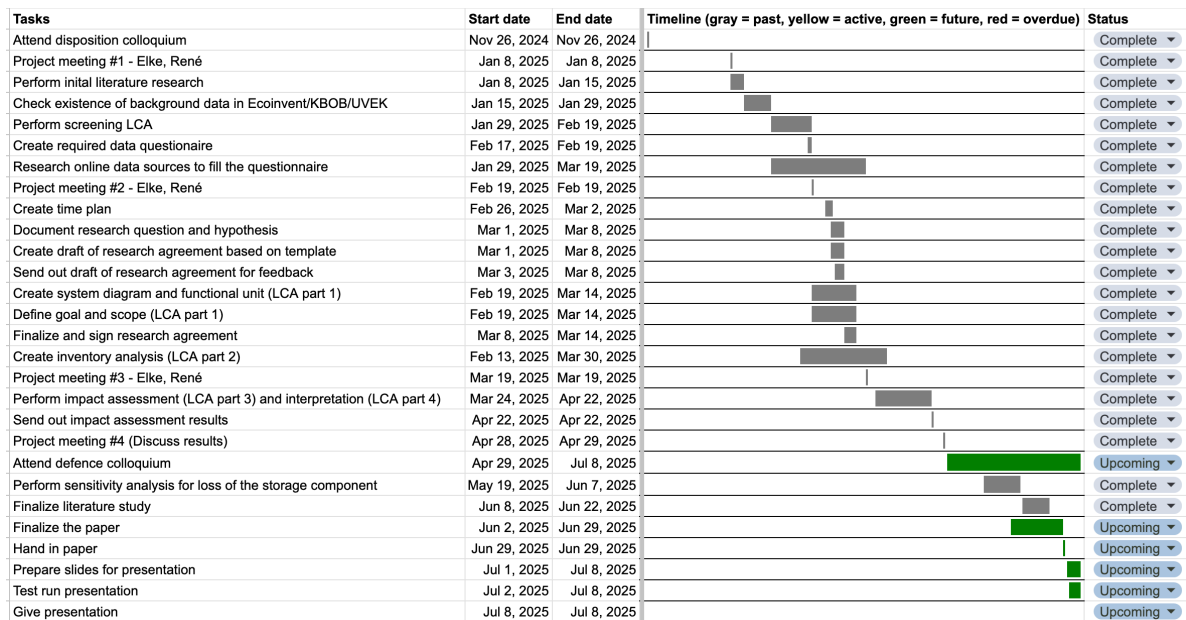 Tasks Start date End date Timeline (gray = past, yellow = active, green = future, red = overdue) Status
Attend disposition colloquium Nov 26, 2024 Nov 26, 2024 Complete
Project meeting #1 - Elke, René Jan 8, 2025 Jan 8, 2025 Complete
Perform inital literature research Jan 8, 2025 Jan 15, 2025 Complete
Check existence of background data in Ecoinvent/KBOB/UVEK Jan 15, 2025 Jan 29, 2025 Complete
Perform screening LCA Jan 29, 2025 Feb 19, 2025 Complete
Create required data questionaire Feb 17, 2025 Feb 19, 2025 Complete
Research online data sources to fill the questionnaire Jan 29, 2025 Mar 19, 2025 Complete
Project meeting #2 - Elke, René Feb 19, 2025 Feb 19, 2025 Complete
Create time plan Feb 26, 2025 Mar 2, 2025 Complete
Document research question and hypothesis Mar 1, 2025 Mar 8, 2025 Complete
Create draft of research agreement based on template Mar 1, 2025 Mar 8, 2025 Complete
Send out draft of research agreement for feedback Mar 3, 2025 Mar 8, 2025 Complete
Create system diagram and functional unit (LCA part 1) Feb 19, 2025 Mar 14, 2025 Complete
Define goal and scope (LCA part 1) Feb 19, 2025 Mar 14, 2025 Complete
Finalize and sign research agreement Mar 8, 2025 Mar 14, 2025 Complete
Create inventory analysis (LCA part 2) Feb 13, 2025 Mar 30, 2025 Complete
Project meeting #3 - Elke, René Mar 19, 2025 Mar 19, 2025 Complete
Perform impact assessment (LCA part 3) and interpretation (LCA part 4) Mar 24, 2025 Apr 22, 2025 Complete
Send out impact assessment results Apr 22, 2025 Apr 22, 2025 Complete
Project meeting #4 (Discuss results) Apr 28, 2025 Apr 29, 2025 Complete
Attend defence colloquium Apr 29, 2025 Jul 8, 2025 Upcoming
Perform sensitivity analysis for loss of the storage component May 19, 2025 Jun 7, 2025 Complete
Finalize literature study Jun 8, 2025 Jun 22, 2025 Complete
Finalize the paper Jun 2, 2025 Jun 29, 2025 Upcoming
Hand in paper Jun 29, 2025 Jun 29, 2025 Upcoming
Prepare slides for presentation Jul 1, 2025 Jul 8, 2025 Upcoming
Test run presentation Jul 2, 2025 Jul 8, 2025 Upcoming
Give presentation Jul 8, 2025 Jul 8, 2025 Upcoming